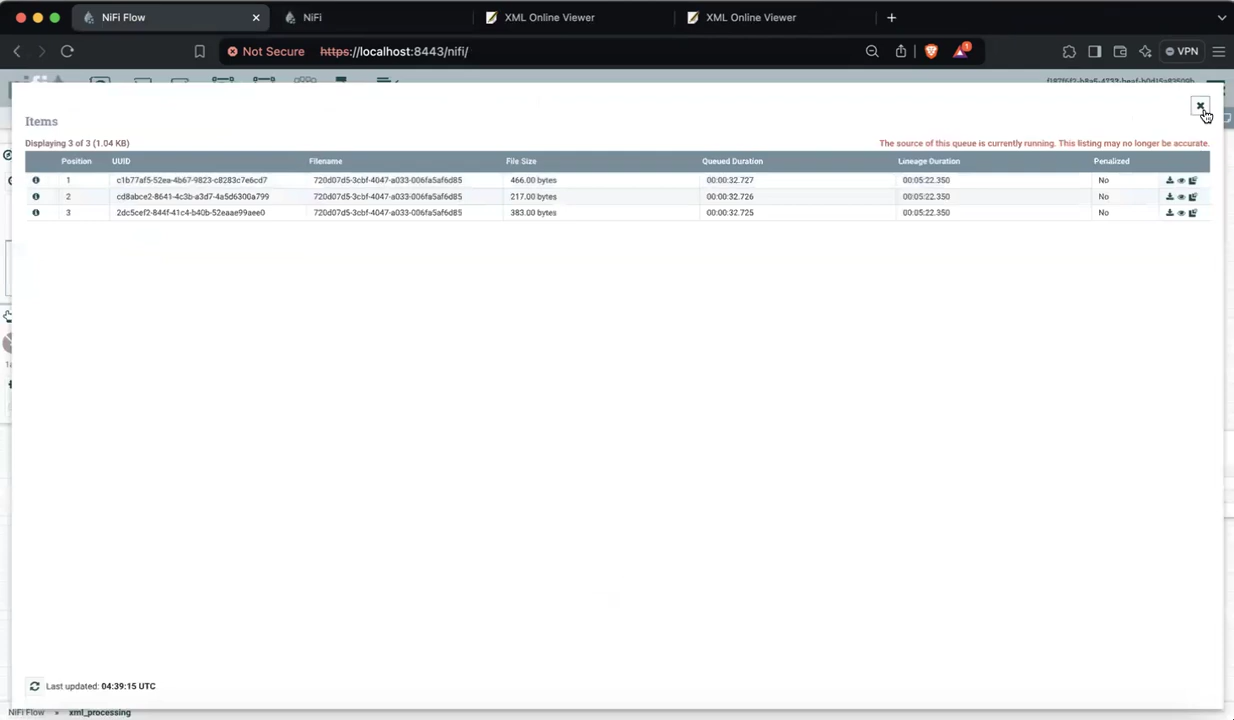 NiFi Flow
NiFi
XML Online Viewer
XML Online Viewer
Not Secure https://localhost:8443/nifi/
1
VPN
Items
Displaying 3 of 3 (1.04 KB)
The source of this queue is currently running. This listing may no longer be accurate.
Position UUID Filename File Size Queued Duration Lineage Duration Penalized
1 c1b77af5-52ea-4b67-9823-c8283c7e6cd7 720d07d5-3cbf-4047-a033-006fa5af6d85 466.00 bytes 00:00:32.727 00:05:22.350 No
2 cd8abce2-8641-4c3b-a3d7-4a5d6300a799 720d07d5-3cbf-4047-a033-006fa5af6d85 217.00 bytes 00:00:32.726 00:05:22.350 No
3 2dc5cef2-844f-41c4-b40b-52eaae99aee0 720d07d5-3cbf-4047-a033-006fa5af6d85 383.00 bytes 00:00:32.725 00:05:22.350 No
Last updated: 04:39:15 UTC
NiFi Flow » xml_processing